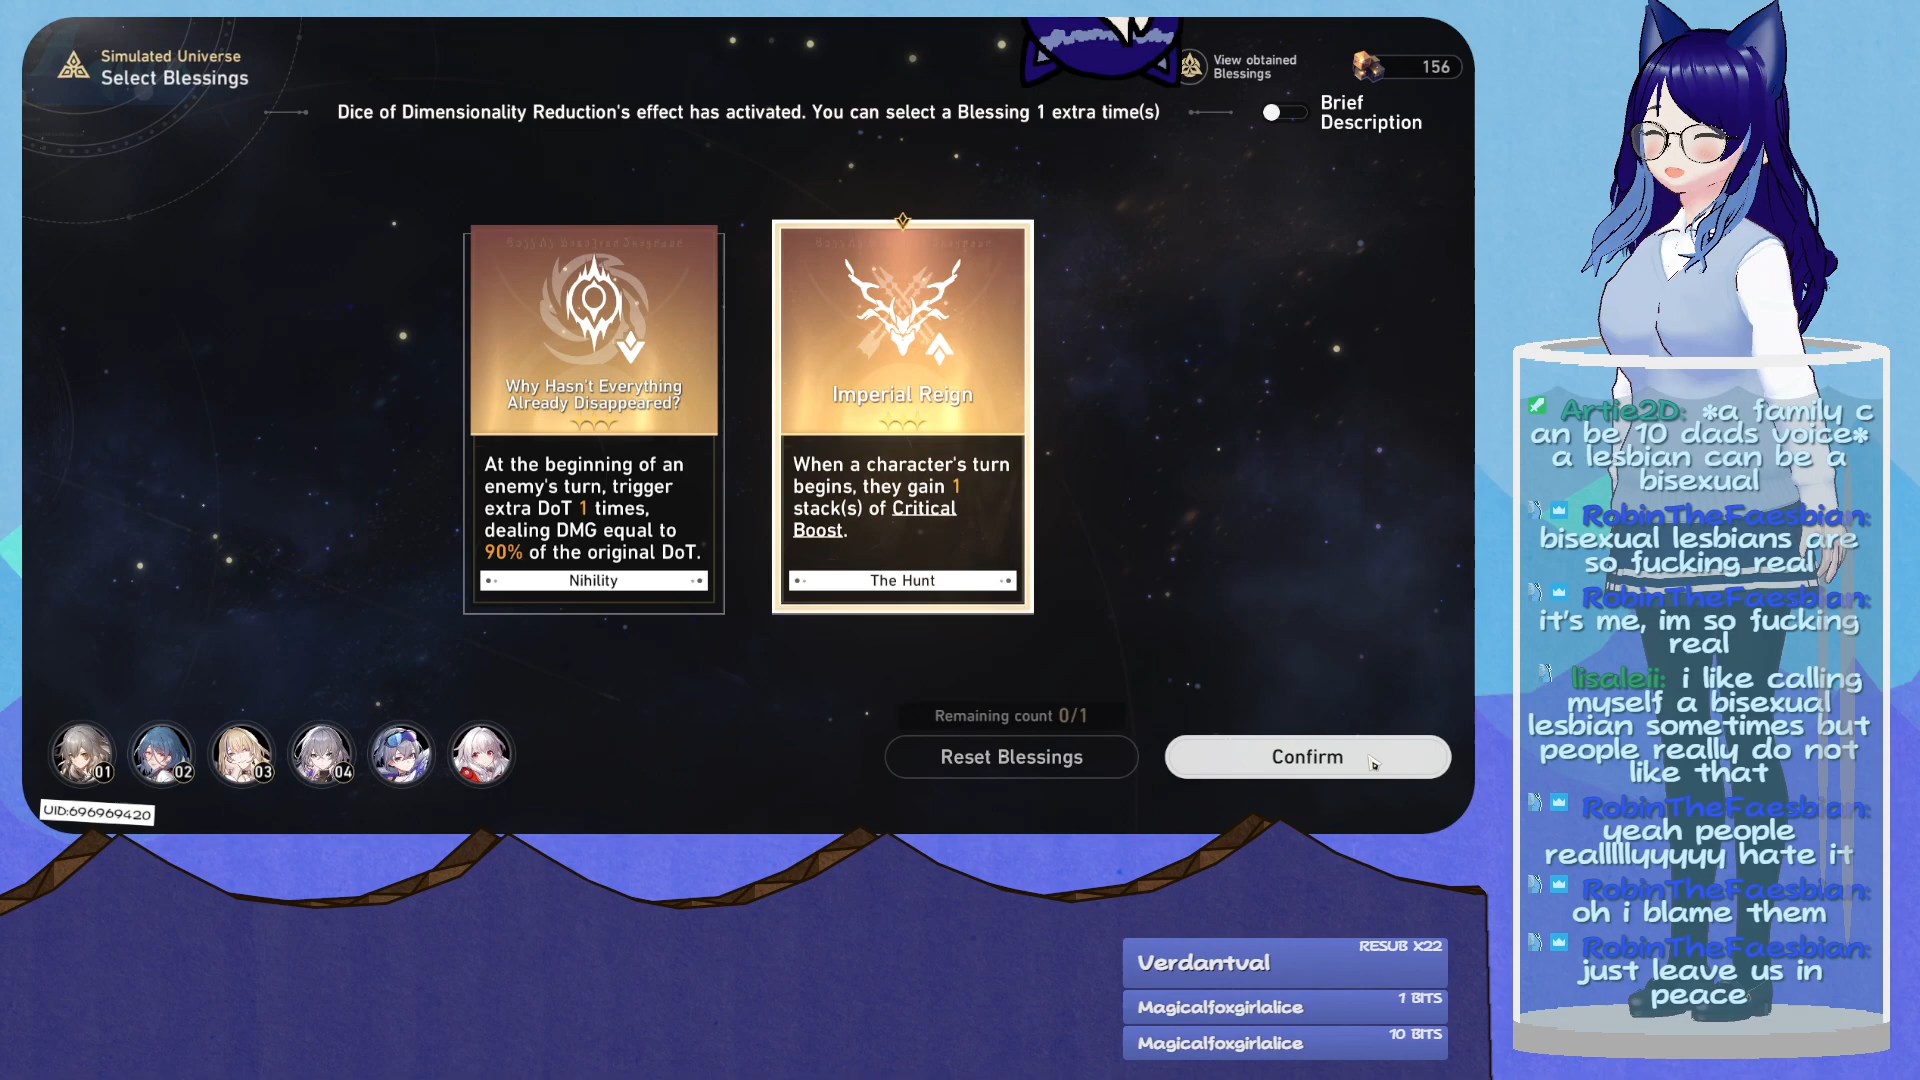 Simulated Universe
Select Blessings
View obtained
Blessings
156
Dice of Dimensionality Reduction's effect has activated. You can select a Blessing 1 extra time(s)
Brief
Description
Why Hasn't Everything
Already Disappeared?
At the beginning of an
enemy's turn, trigger
extra DoT 1 times,
dealing DMG equal to
90% of the original DoT.
Nihility
Imperial Reign
When a character's turn
begins, they gain 1
stack(s) of Critical
Boost.
The Hunt
Remaining count 0/1
Reset Blessings
Confirm
01
02
03
04
UID:696969420
Artie2D: *a family c
an be 10 dads voice*
a lesbian can be a
bisexual
RobinTheFaesbian:
bisexual lesbians are
so fucking real
RobinTheFaesbian:
it's me, im so fucking
real
lisaleii: i like calling
myself a bisexual
lesbian sometimes but
people really do not
like that
RobinTheFaesbian:
yeah people
reallllllyyyyy hate it
RobinTheFaesbian:
oh i blame them
RobinTheFaesbian:
just leave us in
peace
RESUB X22
Verdantval
1 BITS
Magicalfoxgirlalice
10 BITS
Magicalfoxgirlalice